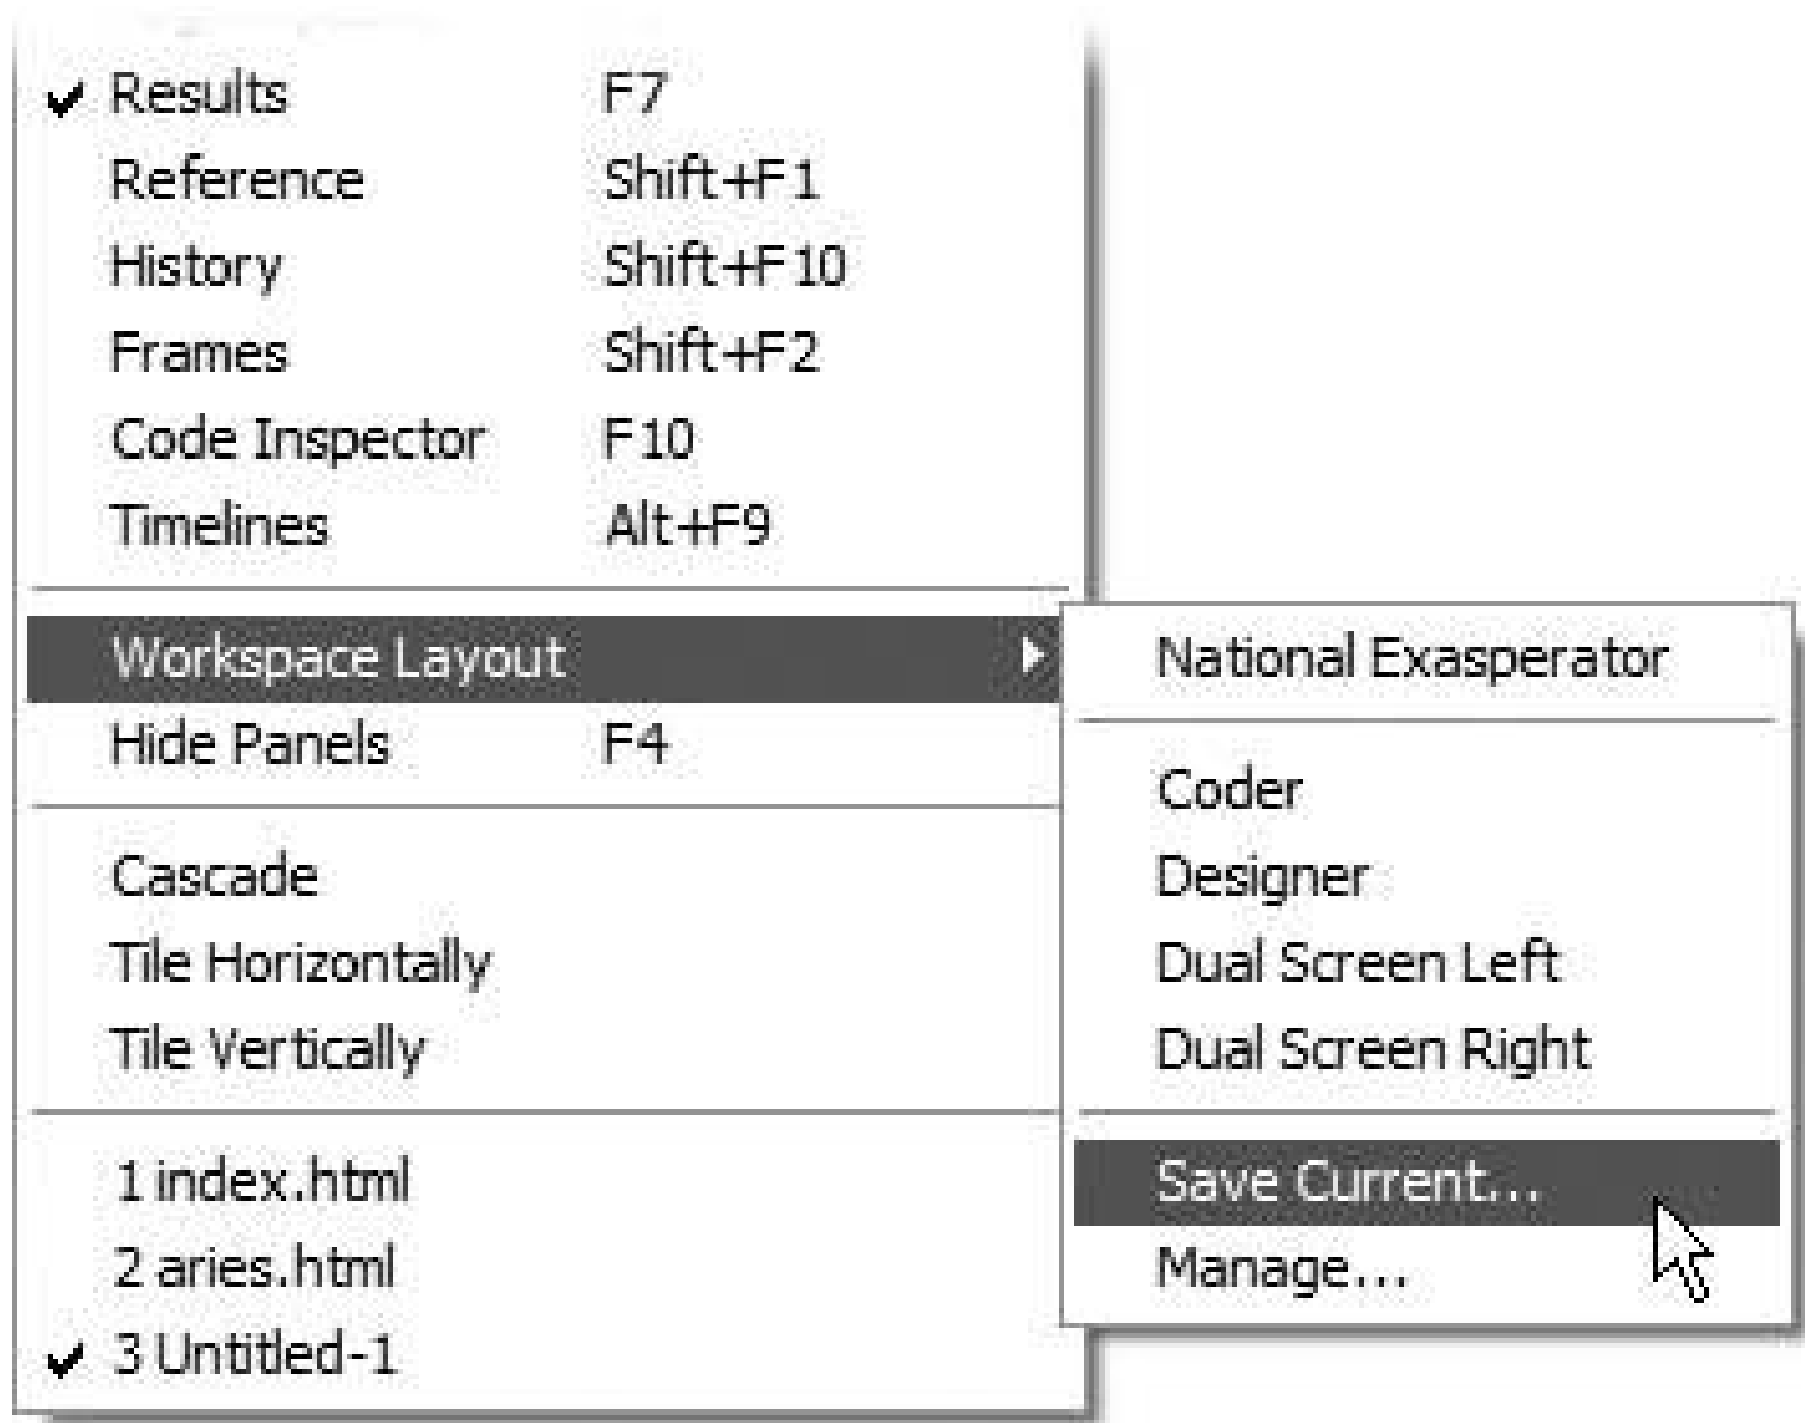 Results F7
Reference Shift+F1
History Shift+F10
Frames Shift+F2
Code Inspector F10
Timelines Alt+F9
Workspace Layout
Hide Panels F4
Cascade
Tile Horizontally
Tile Vertically
1 index.html
2 aries.html
3 Untitled-1
National Exasperator
Coder
Designer
Dual Screen Left
Dual Screen Right
Save Current...
Manage...